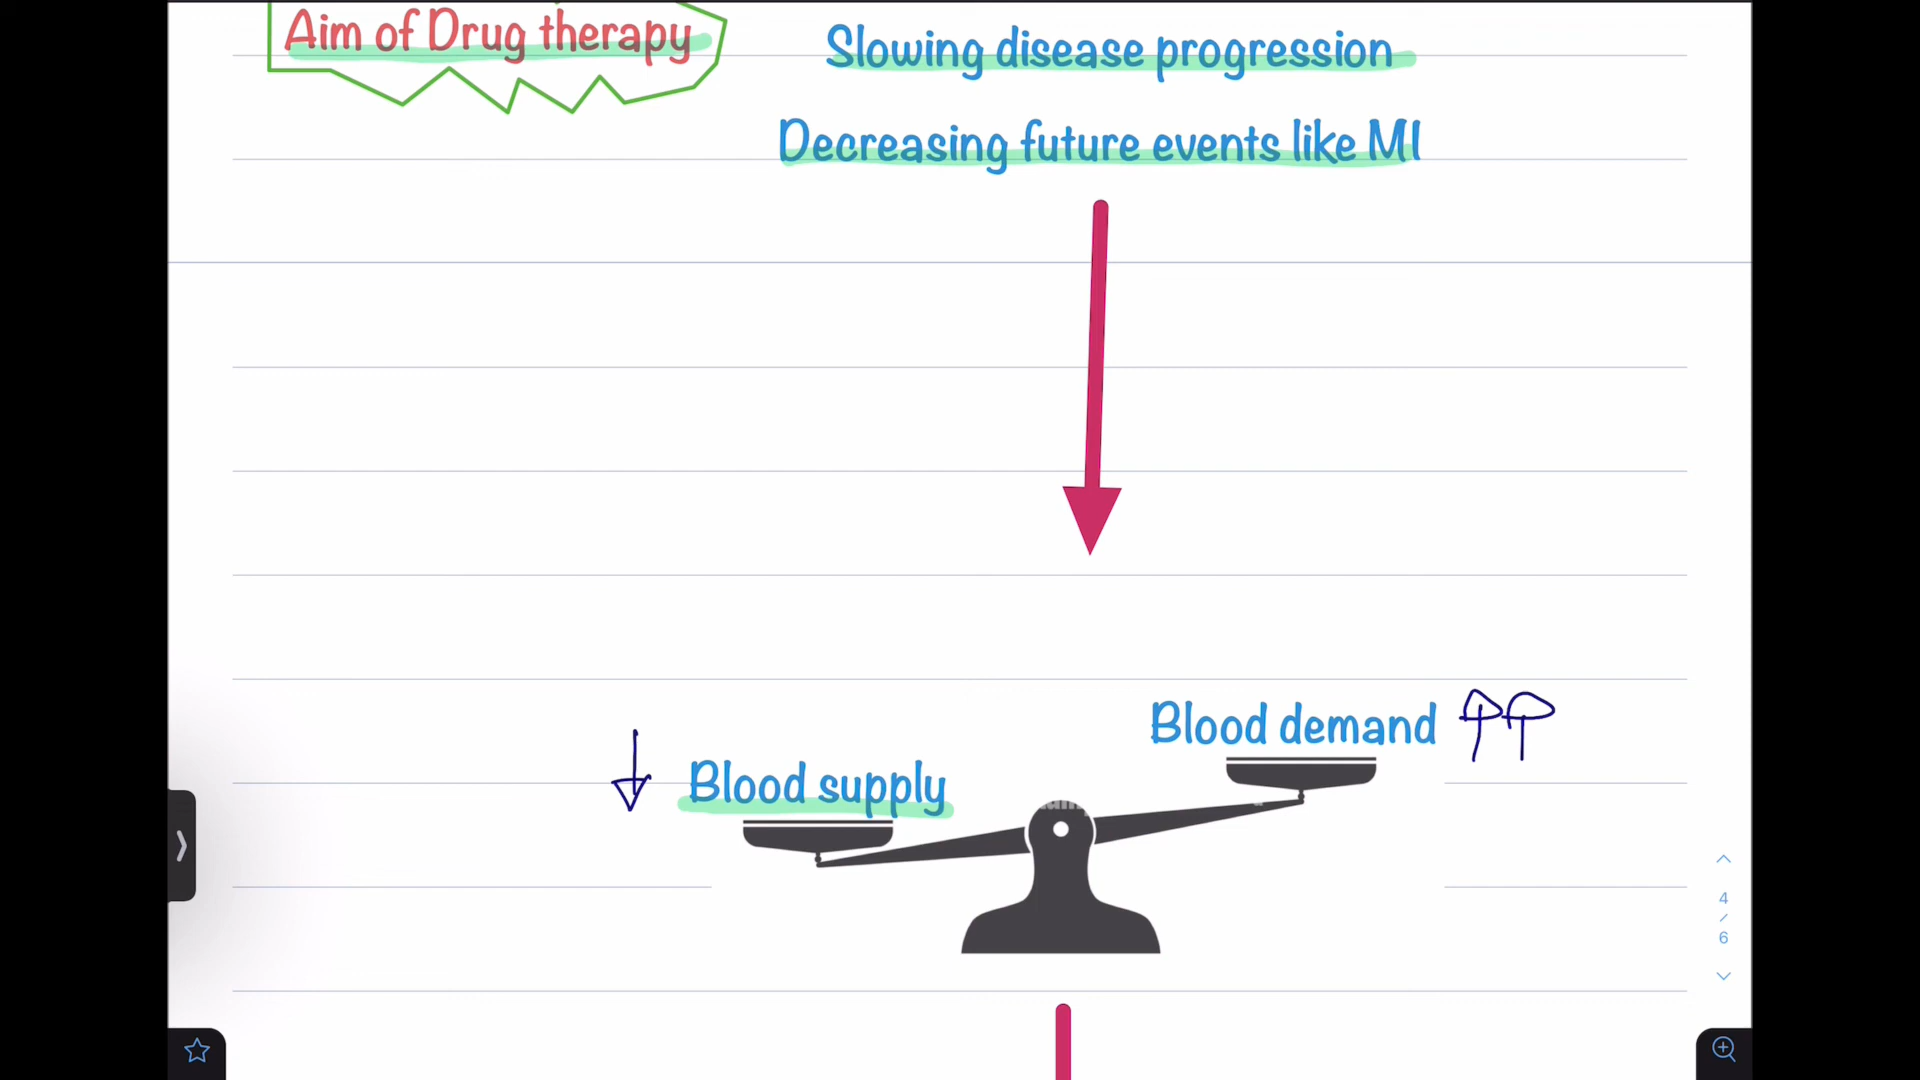 Aim of Drug therapy
Slowing disease progression
Decreasing future events like MI
Blood demand
Blood supply
4
/
6